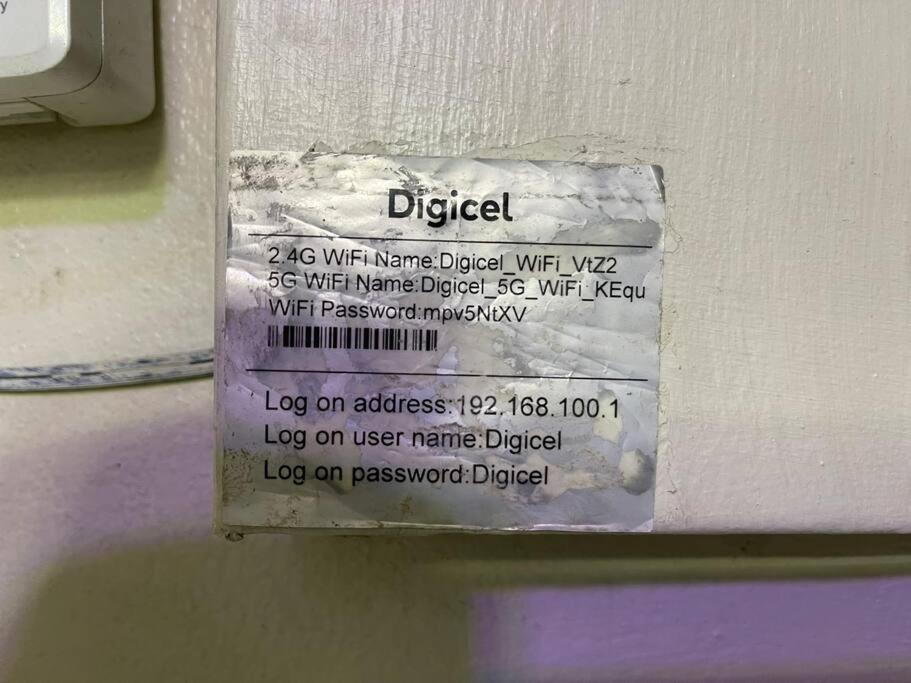 y
Digicel
2.4G WiFi Name:Digicel_WiFi_VtZ2
5G WiFi Name:Digicel_5G_WiFi_KEqu
WiFi Password:mpv5NtXV
Log on address:192.168.100.1
Log on user name:Digicel
Log on password:Digicel